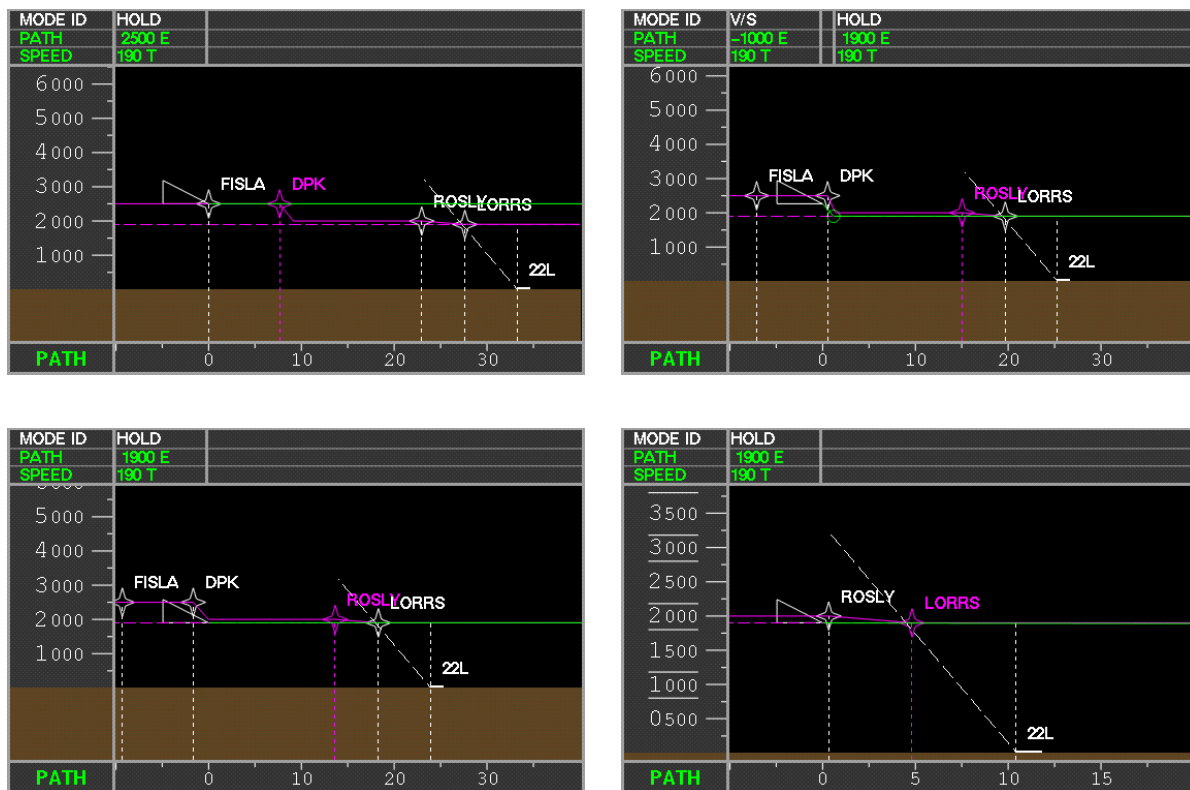 MODE ID HOLD
PATH 2500 E
SPEED 190 T
6000
5000
4000
3000 FISLA DPK
2000 ROSLY LORRS
1000 22L
PATH 0 10 20 30
MODE ID V/S HOLD
PATH -1000 E 1900 E
SPEED 190 T 190 T
6000
5000
4000
3000 FISLA DPK
2000 ROSLY LORRS
1000 22L
PATH 0 10 20 30
MODE ID HOLD
PATH 1900 E
SPEED 190 T
5000
4000
3000 FISLA DPK
2000 ROSLY LORRS
1000 22L
PATH 0 10 20 30
MODE ID HOLD
PATH 1900 E
SPEED 190 T
3500
3000
2500 ROSLY LORRS
2000
1500
1000
0500 22L
PATH 0 5 10 15